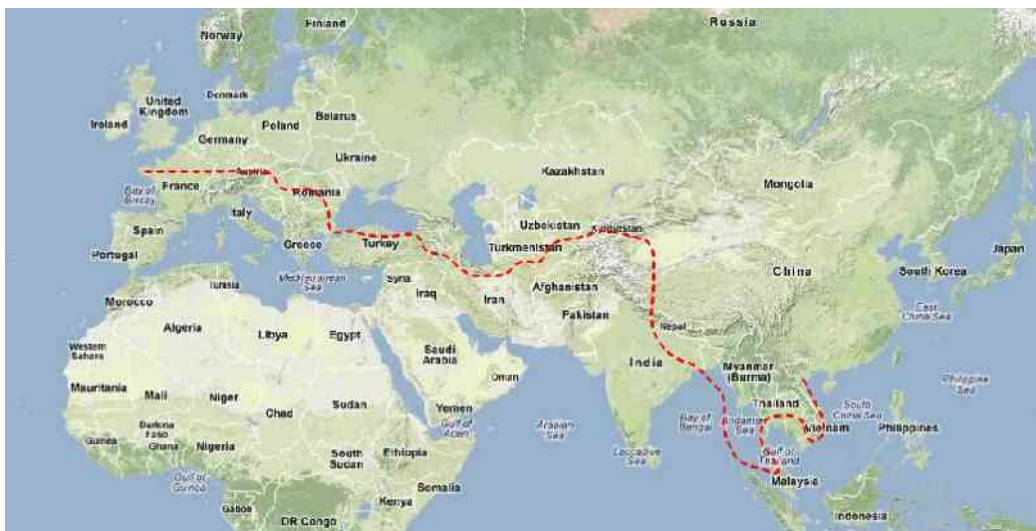 Russia
Finland
Norway
Denmark
United
Kingdom
Ireland
Belarus
Poland
Germany
Ukraine
Kazakhstan
Mongolia
Austria
France
Bay of
Biscay
Romania
Italy
Spain
Portugal
Greece
Turkey
Uzbekistan
Kyrgyzstan
Turkmenistan
China
Japan
South Korea
Mediterranean
Sea
Tunisia
Syria
Iraq
Iran
Afghanistan
Pakistan
Morocco
Algeria
Libya
Egypt
East
China Sea
Nepal
Western
Sahara
Saudi
Arabia
Oman
India
Myanmar
(Burma)
Mauritania
Mali
Niger
Chad
Sudan
Yemen
Gulf of
Aden
Arabian
Sea
Bay of
Bengal
Andaman
Sea
Thailand
Vietnam
South
China Sea
Philippines
Philippine
Sea
Burkina
Faso
Guinea
Ghana
Nigeria
South
Sudan
Ethiopia
Somalia
Laccadive
Sea
Gulf of
Thailand
Gulf of
Guinea
Malaysia
Gabon
DR Congo
Kenya
Indonesia